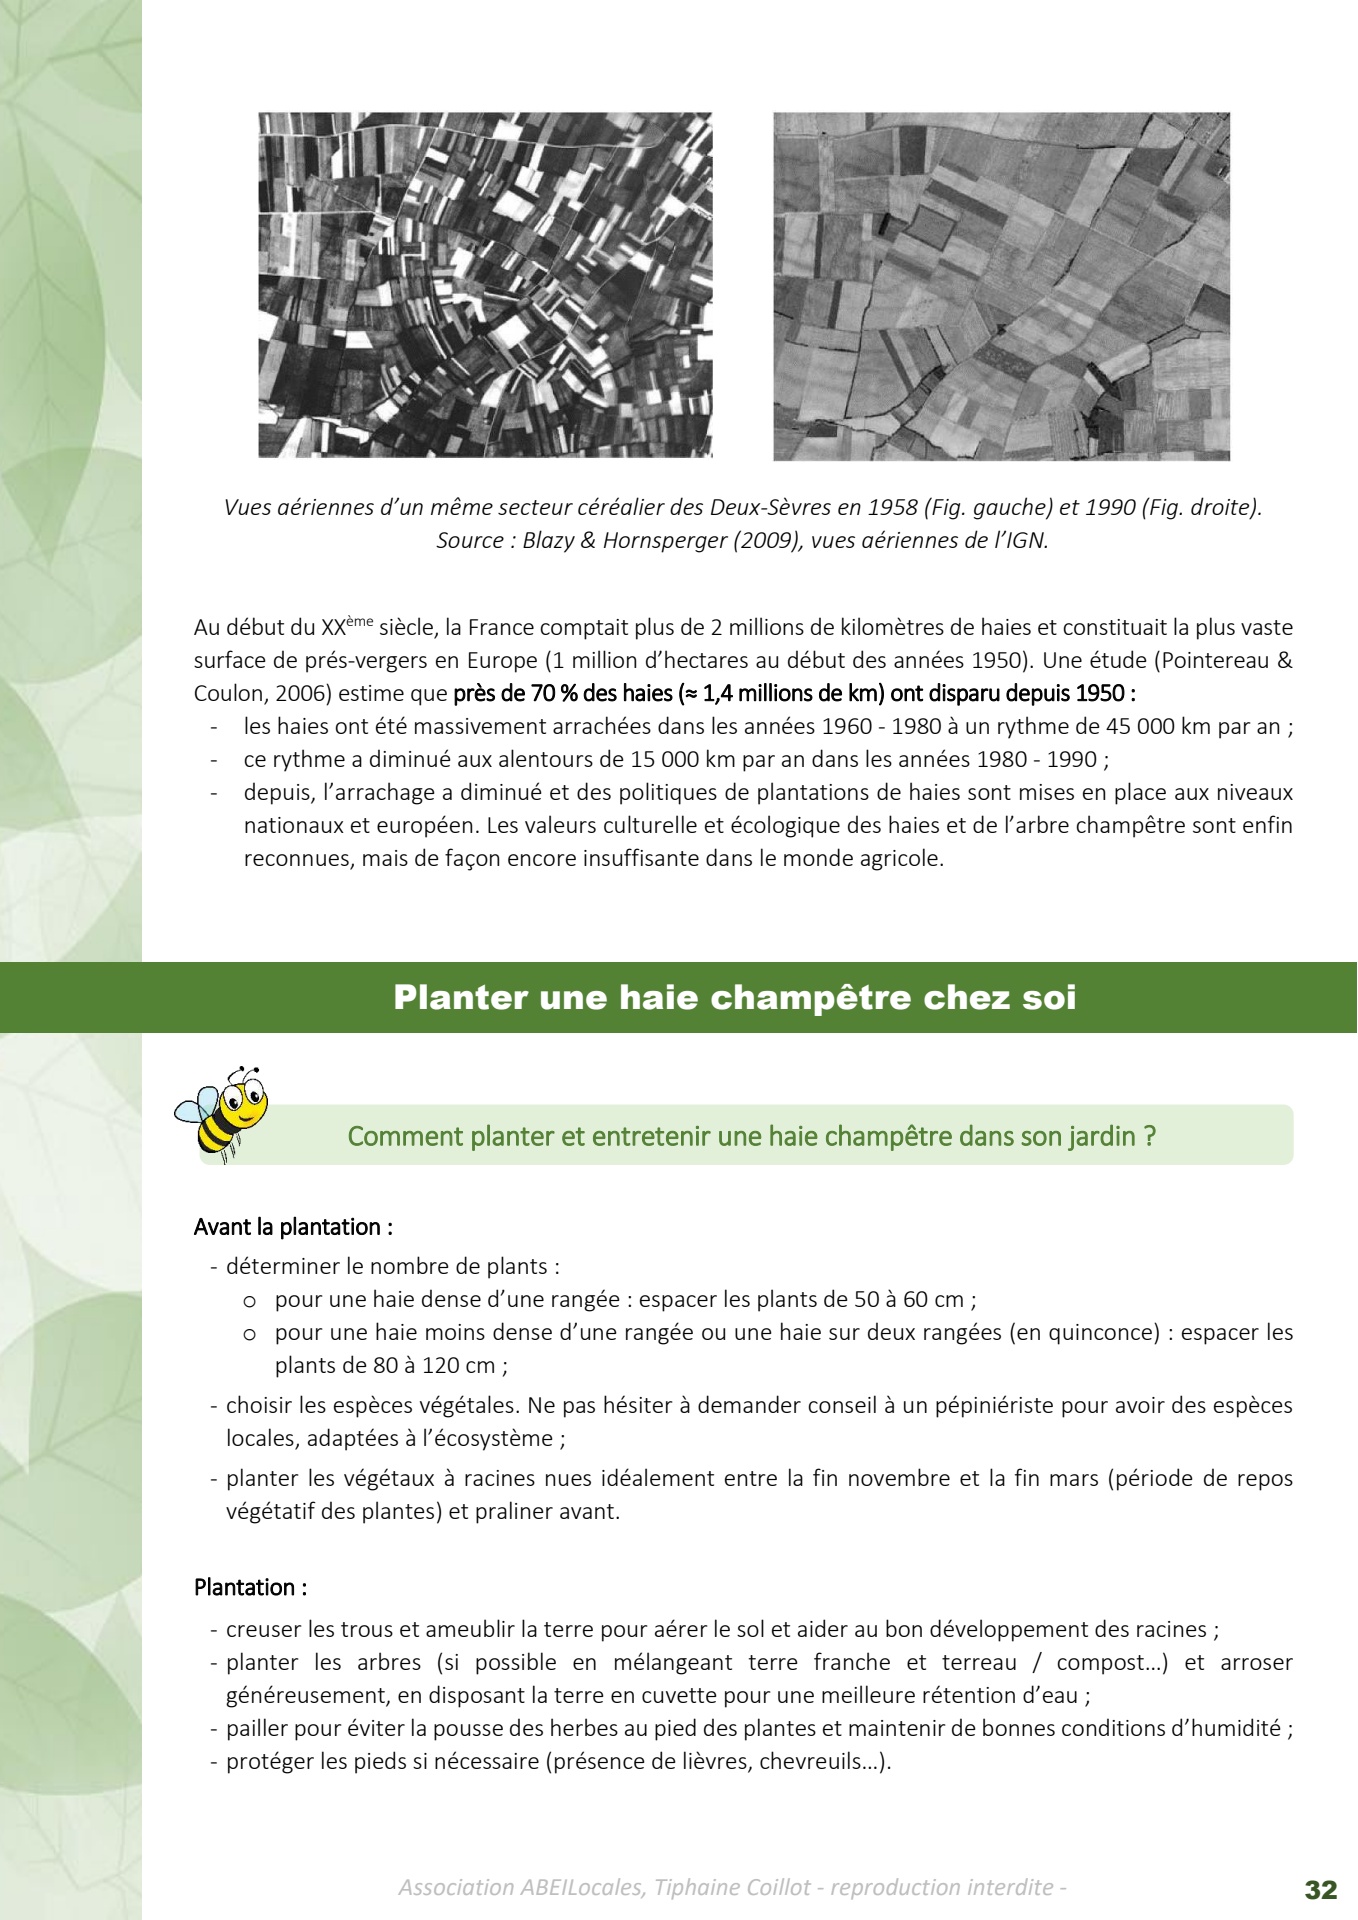 Vues aériennes d’un même secteur céréalier des Deux-Sèvres en 1958 (Fig. gauche) et 1990 (Fig. droite).
Source : Blazy & Hornsperger (2009), vues aériennes de l’IGN.
Au début du XXème siècle, la France comptait plus de 2 millions de kilomètres de haies et constituait la plus vaste
surface de prés-vergers en Europe (1 million d’hectares au début des années 1950). Une étude (Pointereau &
Coulon, 2006) estime que près de 70 % des haies (≈ 1,4 millions de km) ont disparu depuis 1950 :
- les haies ont été massivement arrachées dans les années 1960 - 1980 à un rythme de 45 000 km par an ;
- ce rythme a diminué aux alentours de 15 000 km par an dans les années 1980 - 1990 ;
- depuis, l’arrachage a diminué et des politiques de plantations de haies sont mises en place aux niveaux
nationaux et européen. Les valeurs culturelle et écologique des haies et de l’arbre champêtre sont enfin
reconnues, mais de façon encore insuffisante dans le monde agricole.
Planter une haie champêtre chez soi
Comment planter et entretenir une haie champêtre dans son jardin ?
Avant la plantation :
- déterminer le nombre de plants :
o pour une haie dense d’une rangée : espacer les plants de 50 à 60 cm ;
o pour une haie moins dense d’une rangée ou une haie sur deux rangées (en quinconce) : espacer les
plants de 80 à 120 cm ;
- choisir les espèces végétales. Ne pas hésiter à demander conseil à un pépiniériste pour avoir des espèces
locales, adaptées à l’écosystème ;
- planter les végétaux à racines nues idéalement entre la fin novembre et la fin mars (période de repos
végétatif des plantes) et praliner avant.
Plantation :
- creuser les trous et ameublir la terre pour aérer le sol et aider au bon développement des racines ;
- planter les arbres (si possible en mélangeant terre franche et terreau / compost…) et arroser
généreusement, en disposant la terre en cuvette pour une meilleure rétention d’eau ;
- pailler pour éviter la pousse des herbes au pied des plantes et maintenir de bonnes conditions d’humidité ;
- protéger les pieds si nécessaire (présence de lièvres, chevreuils…).
Association ABEILocales, Tiphaine Coillot - reproduction interdite -
32